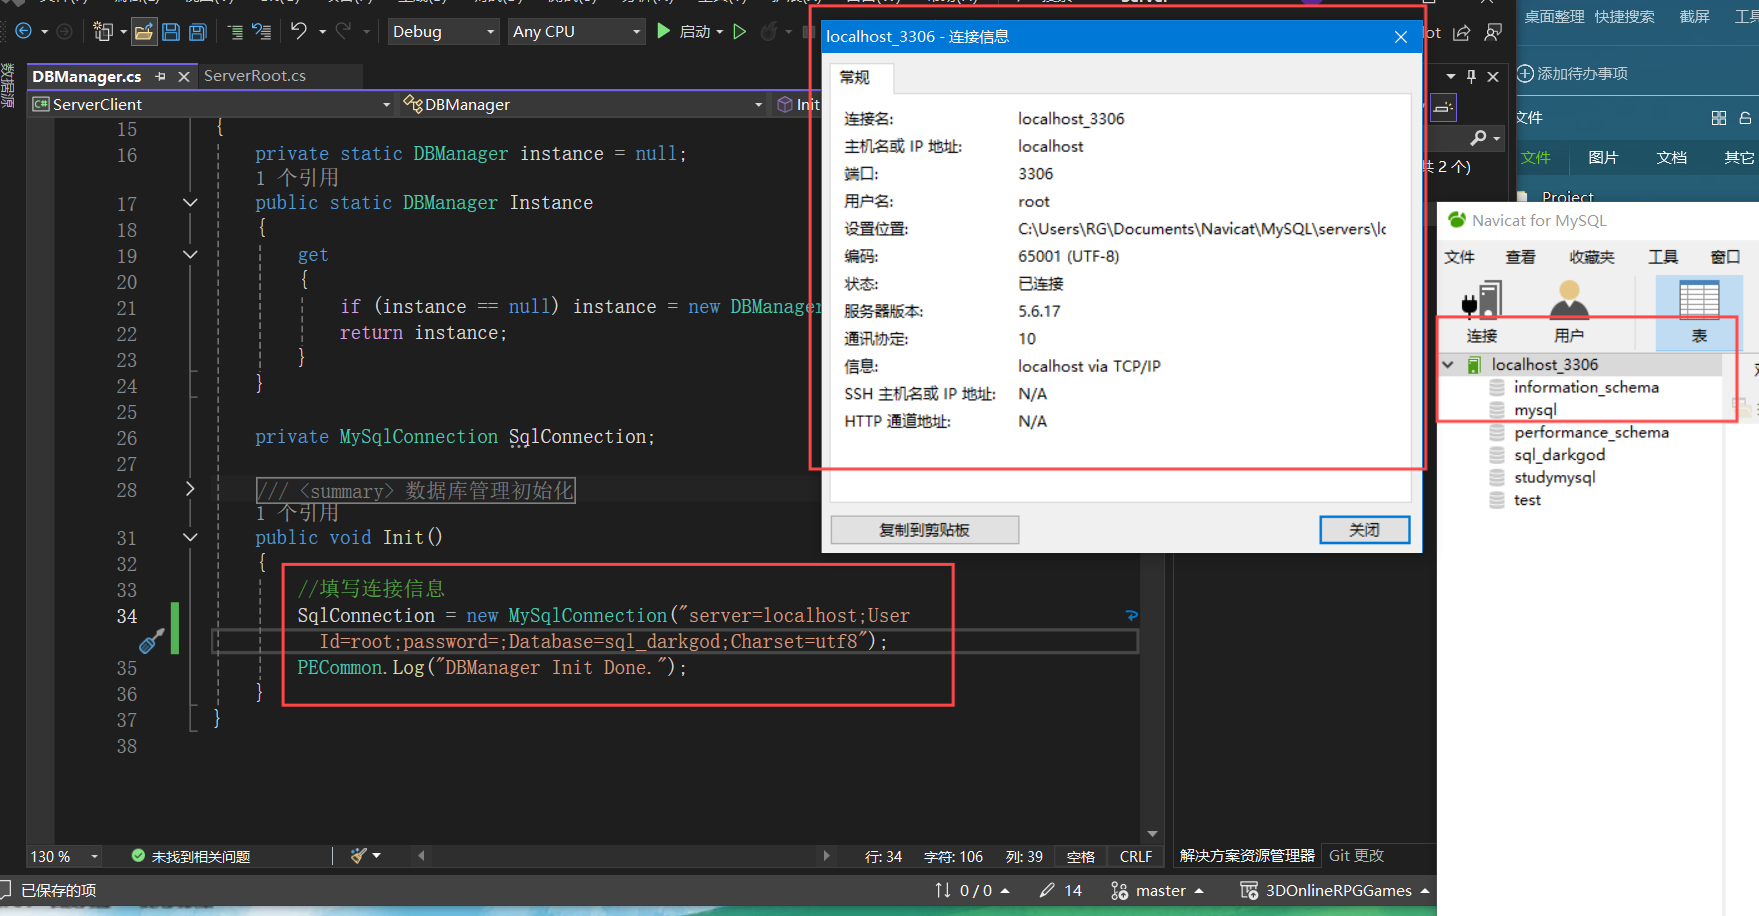 Debug
Any CPU
启动
DBManager.cs
ServerRoot.cs
数据源
ServerClient
DBManager
Init
15 {
16 private static DBManager instance = null;
1 个引用
17 public static DBManager Instance
18 {
19 get
20 {
21 if (instance == null) instance = new DBManager
22 return instance;
23 }
24 }
25
26 private MySqlConnection SqlConnection;
27
28 /// <summary> 数据库管理初始化
1 个引用
31 public void Init()
32 {
33 //填写连接信息
34 SqlConnection = new MySqlConnection("server=localhost;User
Id=root;password=;Database=sql_darkgod;Charset=utf8");
35 PECommon.Log("DBManager Init Done.");
36 }
37 }
38
130 %
未找到相关问题
行: 34
字符: 106
列: 39
空格
CRLF
已保存的项
0 / 0
14
master
3DOnlineRPGGames
解决方案资源管理器
Git 更改
共 2 个)
localhost_3306 - 连接信息
常规
连接名: localhost_3306
主机名或 IP 地址: localhost
端口: 3306
用户名: root
设置位置: C:\Users\RG\Documents\Navicat\MySQL\servers\lc
编码: 65001 (UTF-8)
状态: 已连接
服务器版本: 5.6.17
通讯协定: 10
信息: localhost via TCP/IP
SSH 主机名或 IP 地址: N/A
HTTP 通道地址: N/A
复制到剪贴板
关闭
桌面整理
快捷搜索
截屏
工具
添加待办事项
文件
文件
图片
文档
其它
Project
Navicat for MySQL
文件
查看
收藏夹
工具
窗口
连接
用户
表
localhost_3306
information_schema
mysql
performance_schema
sql_darkgod
studymysql
test